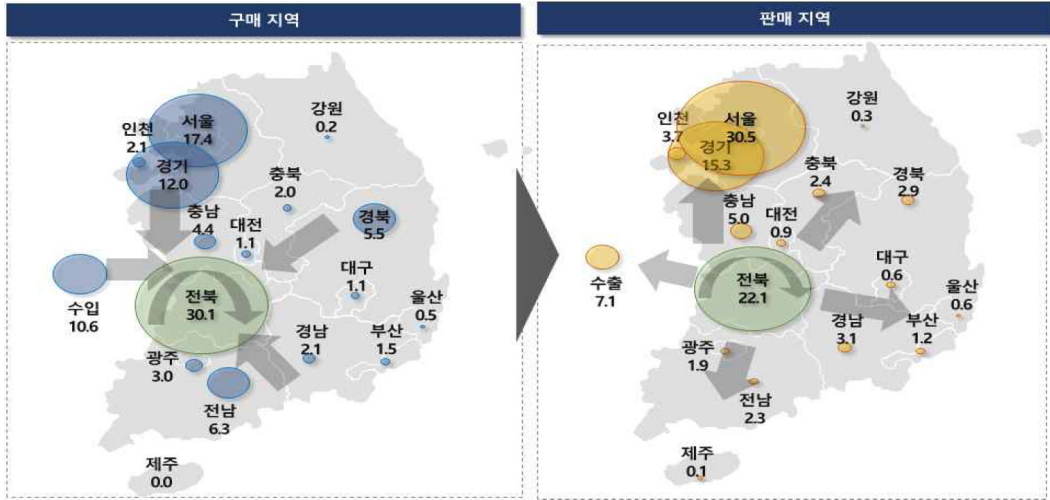 구매 지역
서울
17.4
인천
2.1
경기
12.0
강원
0.2
충북
2.0
충남
4.4
대전
1.1
경북
5.5
수입
10.6
전북
30.1
대구
1.1
울산
0.5
경남
2.1
부산
1.5
광주
3.0
전남
6.3
제주
0.0
판매 지역
서울
30.5
인천
3.7
경기
15.3
강원
0.3
충북
2.4
경북
2.9
충남
5.0
대전
0.9
수출
7.1
전북
22.1
대구
0.6
울산
0.6
경남
3.1
부산
1.2
광주
1.9
전남
2.3
제주
0.1